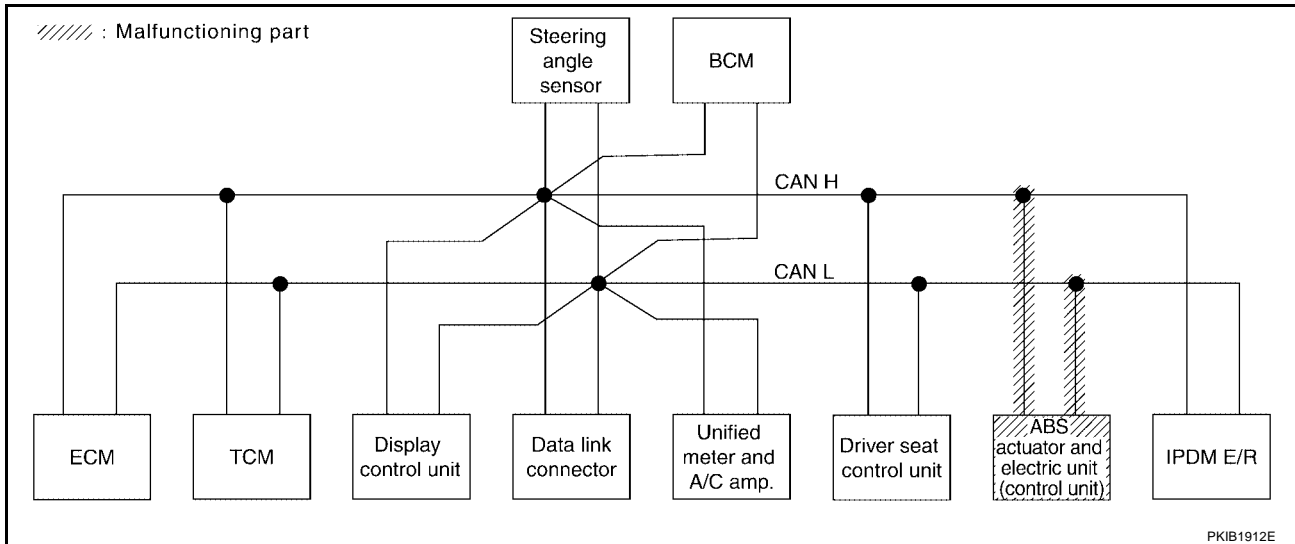 : Malfunctioning part
Steering
angle
sensor
BCM
CAN H
CAN L
ECM
TCM
Display
control unit
Data link
connector
Unified
meter and
A/C amp.
Driver seat
control unit
ABS
actuator and
electric unit
(control unit)
IPDM E/R
PKIB1912E